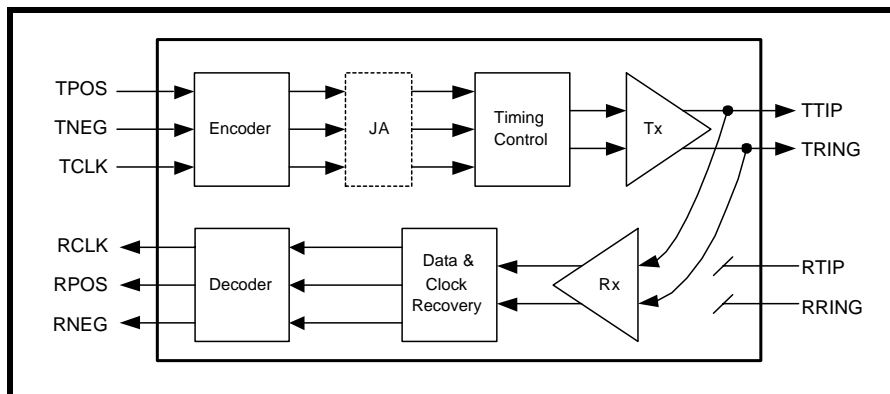 TPOS
TNEG
TCLK
Encoder
JA
Timing
Control
Tx
TTIP
TRING
RCLK
RPOS
RNEG
Decoder
Data &
Clock
Recovery
Rx
RTIP
RRING